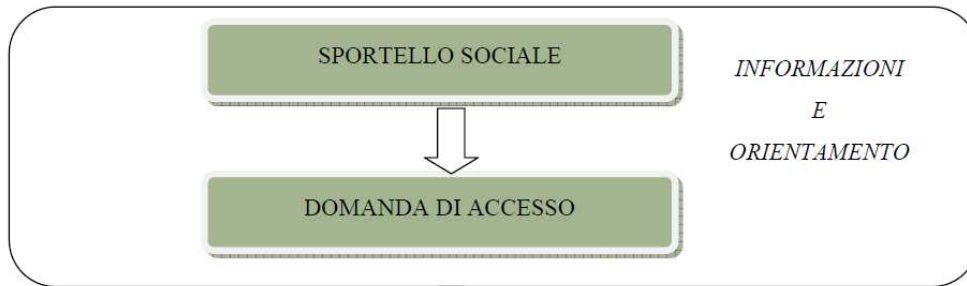 SPORTELLO SOCIALE
INFORMAZIONI
E
ORIENTAMENTO
DOMANDA DI ACCESSO